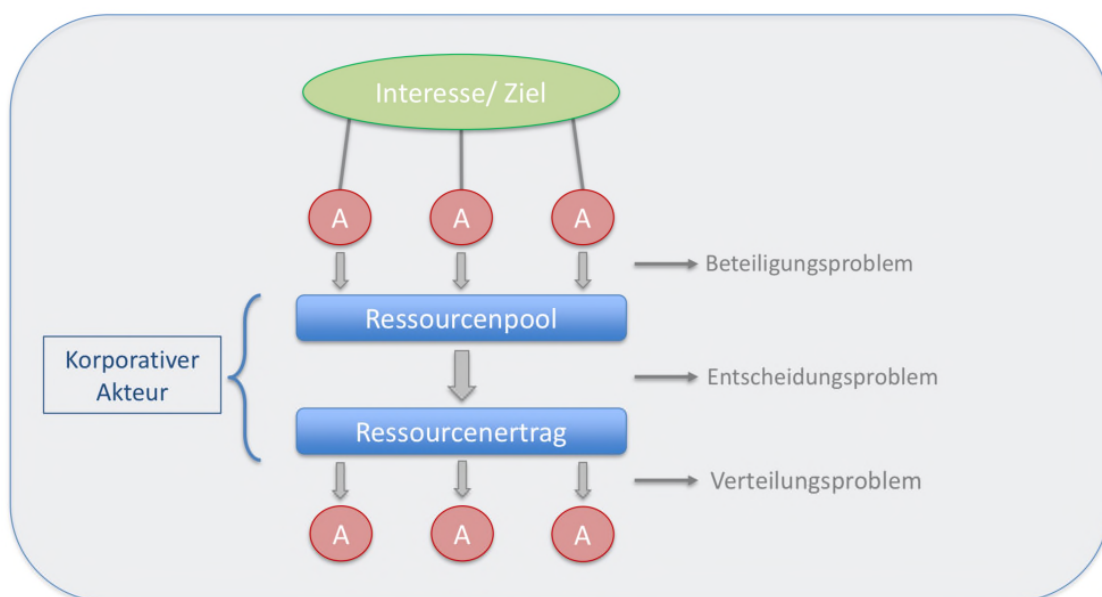 Interesse/ Ziel
A
A
A
Beteiligungsproblem
Ressourcenpool
Korporativer
Akteur
Entscheidungsproblem
Ressourcenertrag
Verteilungsproblem
A
A
A